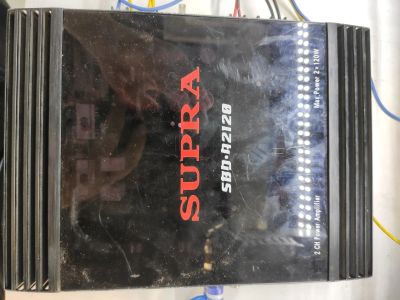 SUPRA
SBD-A2120
2 CH Power Amplifier
Max. Power 2×120W